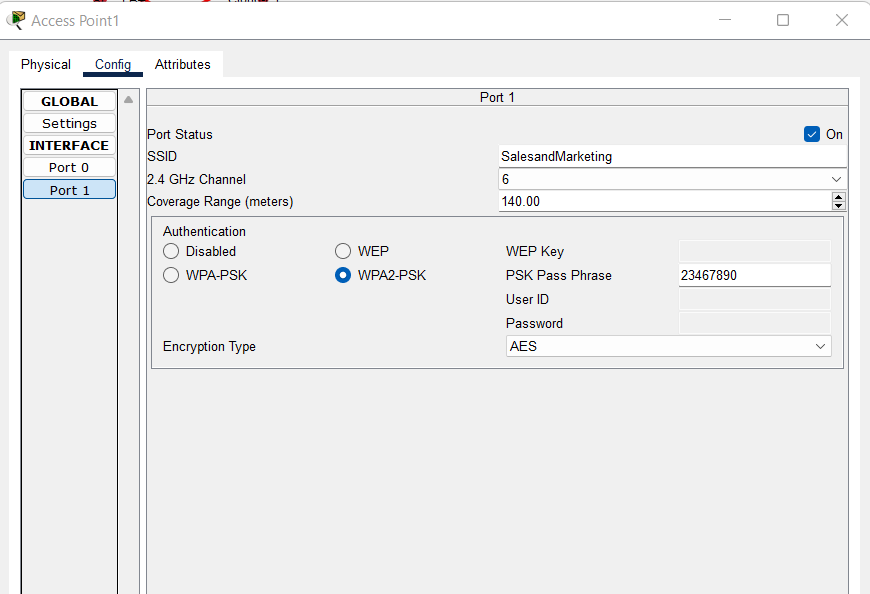 Access Point1
Physical Config Attributes
GLOBAL
Settings
INTERFACE
Port 0
Port 1
Port 1
Port Status On
SSID SalesandMarketing
2.4 GHz Channel 6
Coverage Range (meters) 140.00
Authentication
Disabled WEP WEP Key
WPA-PSK WPA2-PSK PSK Pass Phrase 23467890
User ID
Password
Encryption Type AES